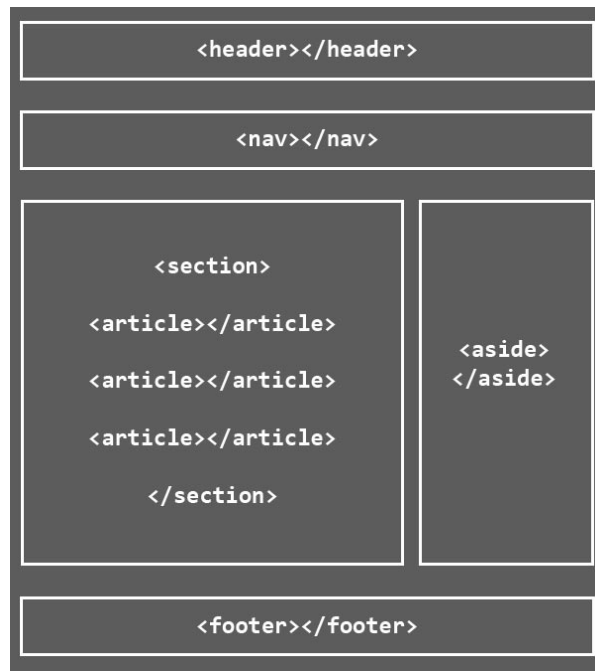 <header></header>
<nav></nav>
<section>
<article></article>
<article></article>
<article></article>
</section>
<aside>
</aside>
<footer></footer>